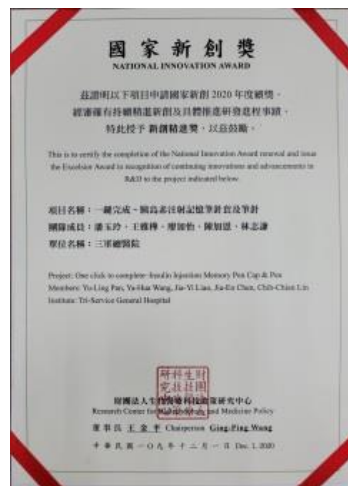 國家新創獎
NATIONAL INNOVATION AWARD
茲證明以下項目申請國家新創 2020 年度續獎,
經審確有持續精進新創及具體推進研發進程事蹟,
特此授予 新創精進獎,以茲鼓勵。
This is to certify the completion of the National Innovation Award renewal and issue
the Excelsior Award in recognition of continuing innovations and advancements in
R&D to the project indicated below.
項目名稱:一鍵完成~胰島素注射記憶筆針套及筆針
團隊成員:潘玉玲、王雅樺、廖加怡、陳加恩、林志謙
單位名稱:三軍總醫院
Project: One click to complete-Insulin Injection Memory Pen Cap & Pen
Members: Yu-Ling Pan, Ya-Hua Wang, Jia-Yi Liao, Jia-En Chen, Chih-Chien Lin
Institute: Tri-Service General Hospital
財團法人生技醫療科技政策研究中心
Research Center for Biotechnology and Medicine Policy
董事長 王金平 Chairperson Ging-Ping Wang
中華民國一〇九年十二月一日 Dec. 1, 2020